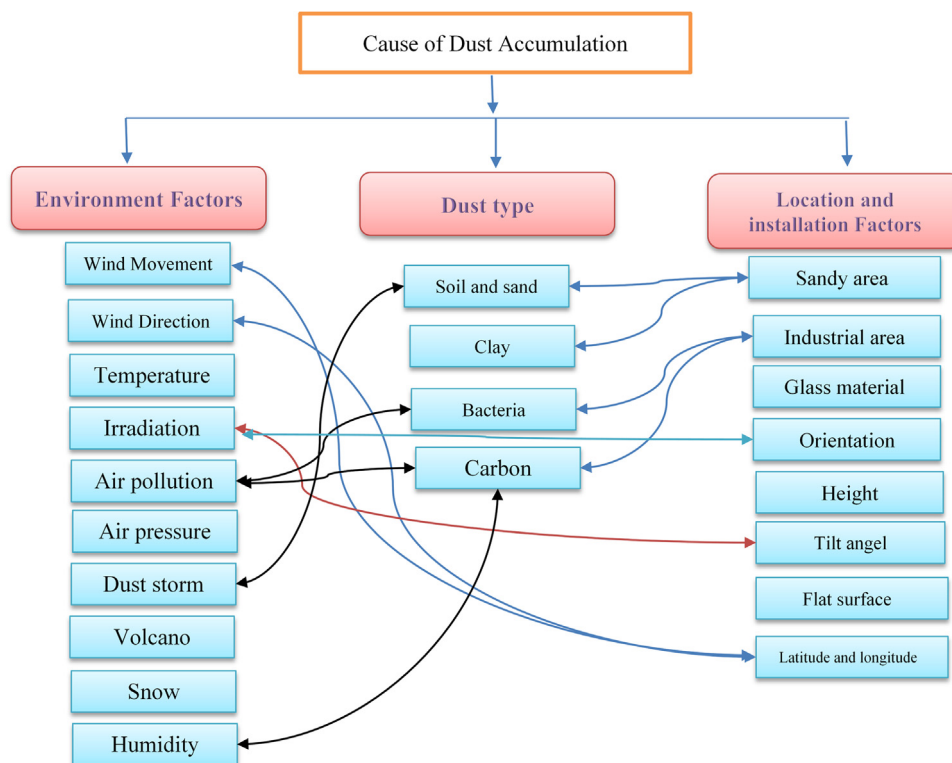 Cause of Dust Accumulation
Environment Factors
Wind Movement
Wind Direction
Temperature
Irradiation
Air pollution
Air pressure
Dust storm
Volcano
Snow
Humidity
Dust type
Soil and sand
Clay
Bacteria
Carbon
Location and
installation Factors
Sandy area
Industrial area
Glass material
Orientation
Height
Tilt angel
Flat surface
Latitude and longitude